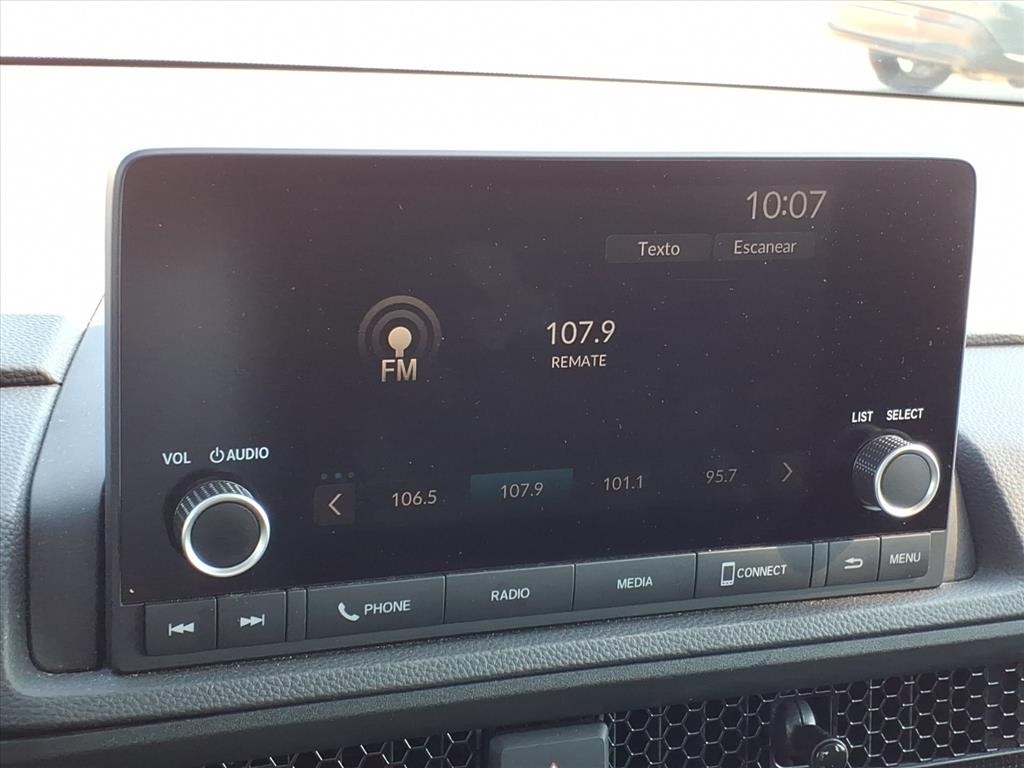 10:07
Texto Escanear
107.9
FM REMATE
LIST SELECT
VOL AUDIO
106.5 107.9 101.1 95.7
PHONE RADIO MEDIA CONNECT MENU